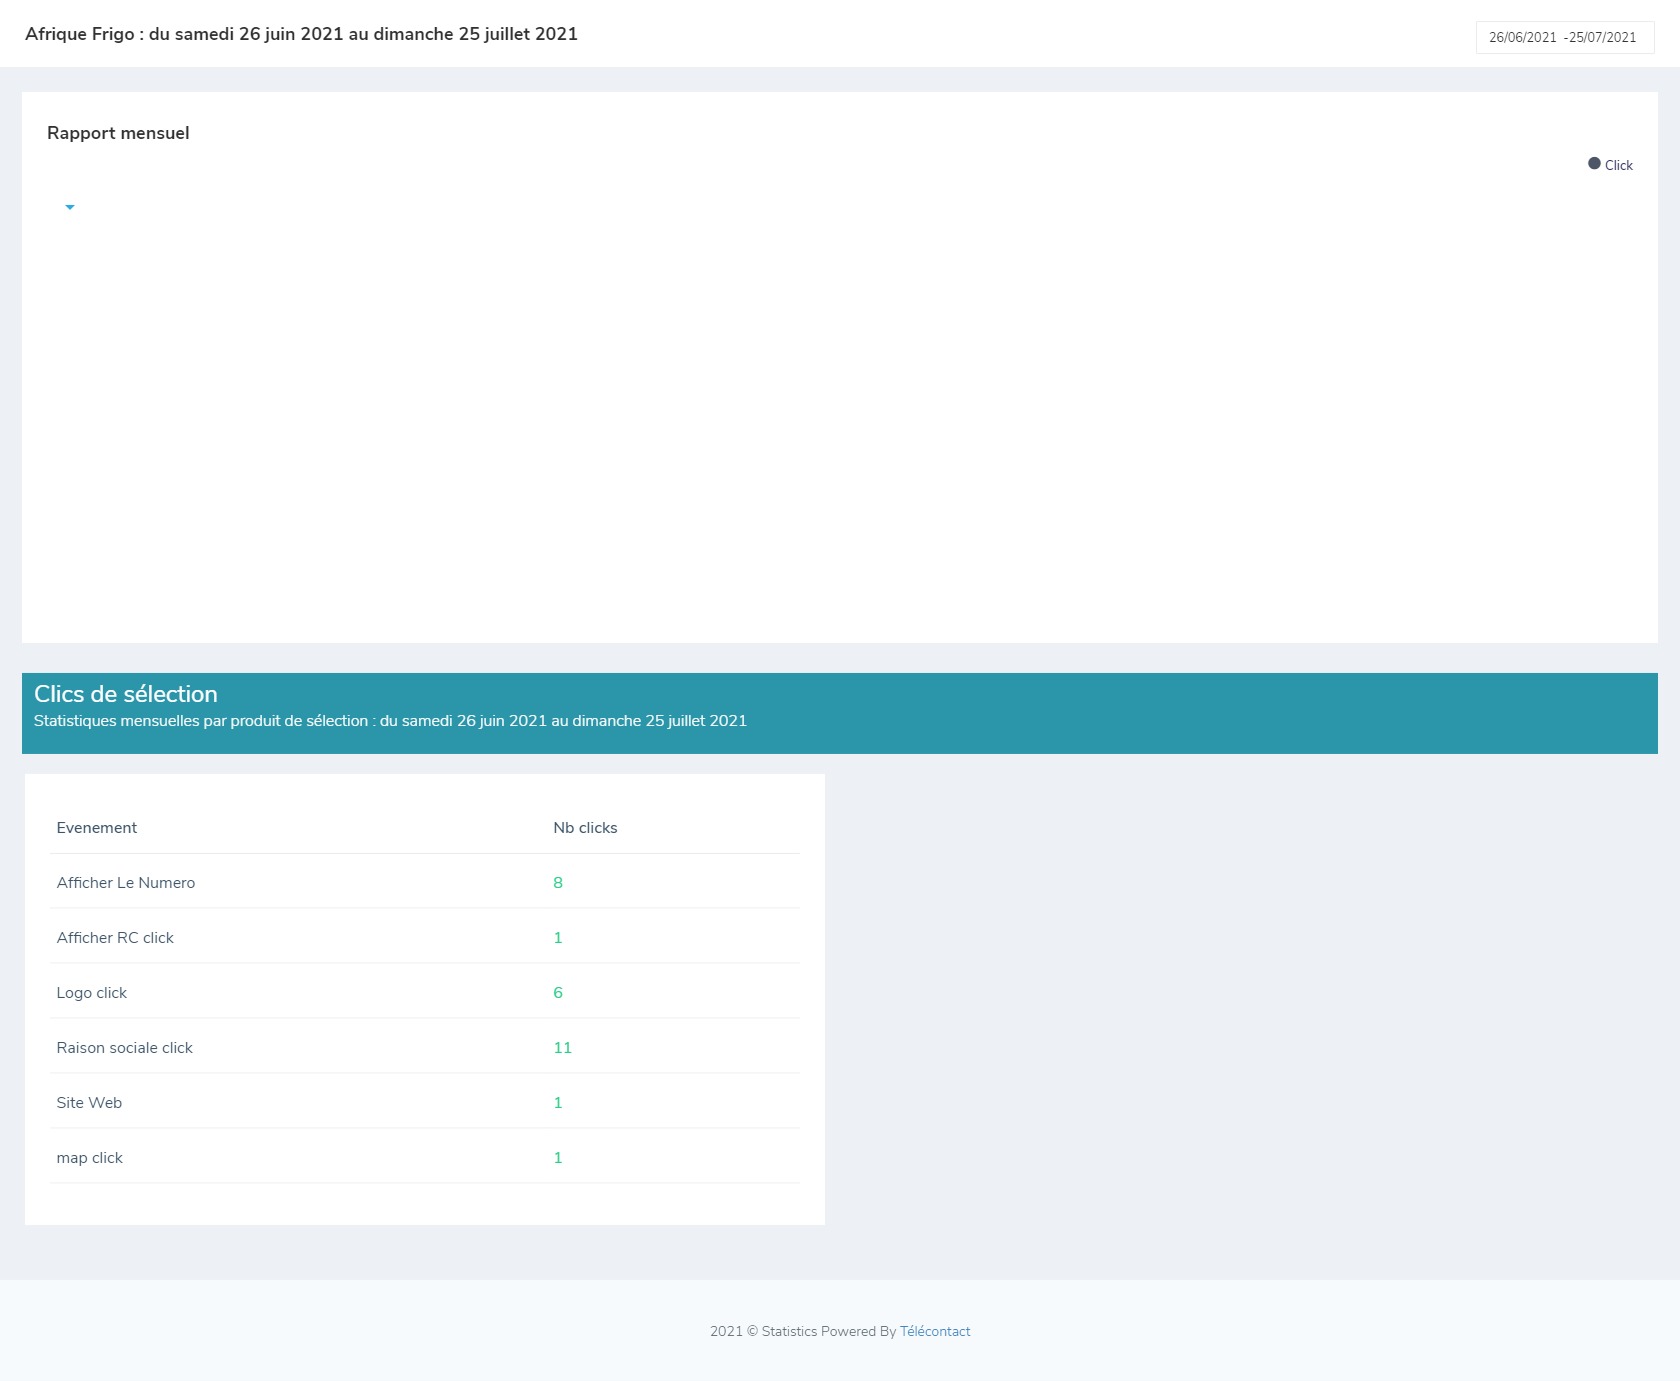 Afrique Frigo : du samedi 26 juin 2021 au dimanche 25 juillet 2021
26/06/2021 -25/07/2021
Rapport mensuel
Click
Clics de sélection
Statistiques mensuelles par produit de sélection : du samedi 26 juin 2021 au dimanche 25 juillet 2021
Evenement Nb clicks
Afficher Le Numero 8
Afficher RC click 1
Logo click 6
Raison sociale click 11
Site Web 1
map click 1
2021 © Statistics Powered By Télécontact